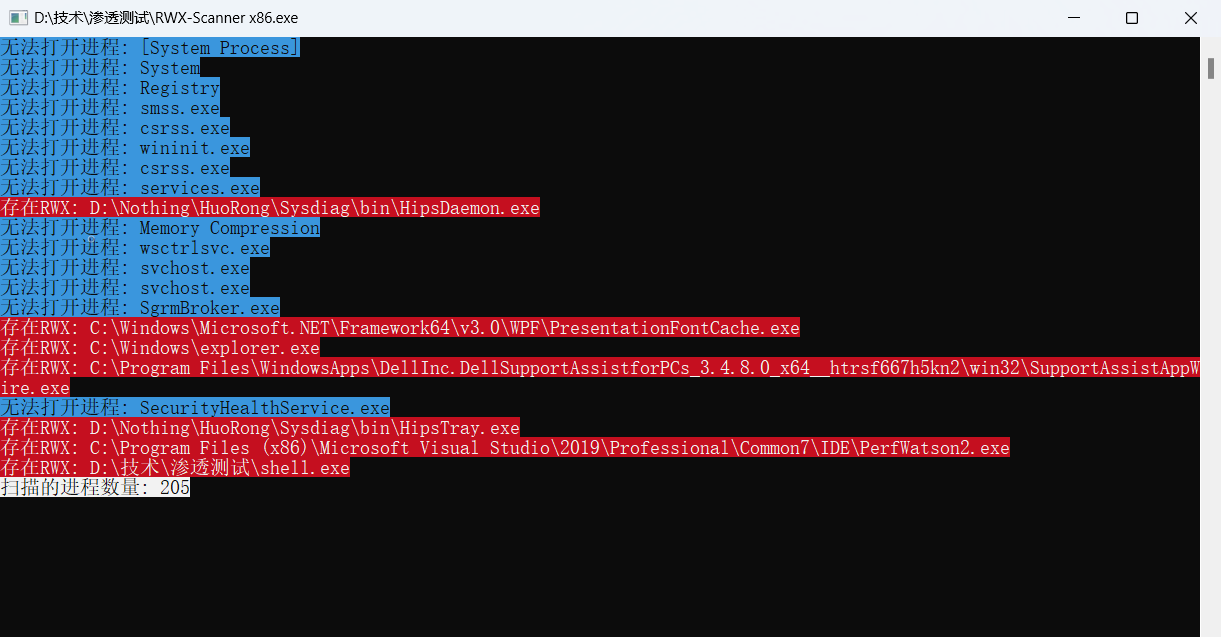 D:\技术\渗透测试\RWX-Scanner x86.exe
无法打开进程: [System Process]
无法打开进程: System
无法打开进程: Registry
无法打开进程: smss.exe
无法打开进程: csrss.exe
无法打开进程: wininit.exe
无法打开进程: csrss.exe
无法打开进程: services.exe
存在RWX: D:\Nothing\HuoRong\Sysdiag\bin\HipsDaemon.exe
无法打开进程: Memory Compression
无法打开进程: wsctrlsvc.exe
无法打开进程: svchost.exe
无法打开进程: svchost.exe
无法打开进程: SgrmBroker.exe
存在RWX: C:\Windows\Microsoft.NET\Framework64\v3.0\WPF\PresentationFontCache.exe
存在RWX: C:\Windows\explorer.exe
存在RWX: C:\Program Files\WindowsApps\DellInc.DellSupportAssistforPCs_3.4.8.0_x64__htrsf667h5kn2\win32\SupportAssistAppW
ire.exe
无法打开进程: SecurityHealthService.exe
存在RWX: D:\Nothing\HuoRong\Sysdiag\bin\HipsTray.exe
存在RWX: C:\Program Files (x86)\Microsoft Visual Studio\2019\Professional\Common7\IDE\PerfWatson2.exe
存在RWX: D:\技术\渗透测试\shell.exe
扫描的进程数量: 205